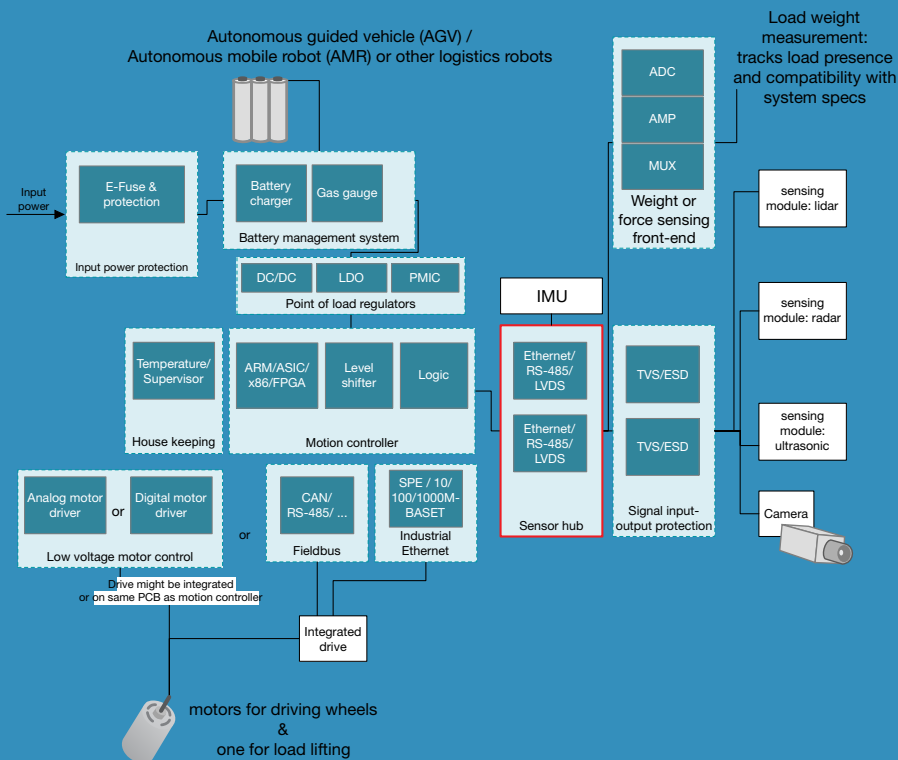 Autonomous guided vehicle (AGV) /
Autonomous mobile robot (AMR) or other logistics robots
Load weight
measurement:
tracks load presence
and compatibility with
system specs
ADC
AMP
MUX
Weight or
force sensing
front-end
Input
power
E-Fuse &
protection
Input power protection
Battery
charger
Gas gauge
Battery management system
DC/DC
LDO
PMIC
Point of load regulators
IMU
sensing
module: lidar
sensing
module: radar
sensing
module:
ultrasonic
Camera
Temperature/
Supervisor
House keeping
ARM/ASIC/
x86/FPGA
Level
shifter
Logic
Motion controller
Ethernet/
RS-485/
LVDS
Ethernet/
RS-485/
LVDS
Sensor hub
TVS/ESD
TVS/ESD
Signal input-
output protection
Analog motor
driver
or
Digital motor
driver
Low voltage motor control
or
CAN/
RS-485/ ...
Fieldbus
SPE / 10/
100/1000M-
BASET
Industrial
Ethernet
Drive might be integrated
or on same PCB as motion controller
Integrated
drive
motors for driving wheels
&
one for load lifting